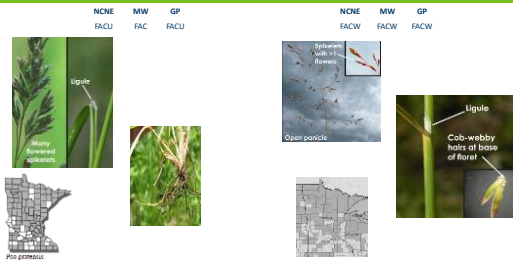 NCNE MW GP
FACU FAC FACU
Ligule
Many
flowered
spikelets
Poa pratensis
NCNE MW GP
FACW FACW FACW
Spikelets
with >1
flowers
Open panicle
Ligule
Cob-webby
hairs at base
of floret